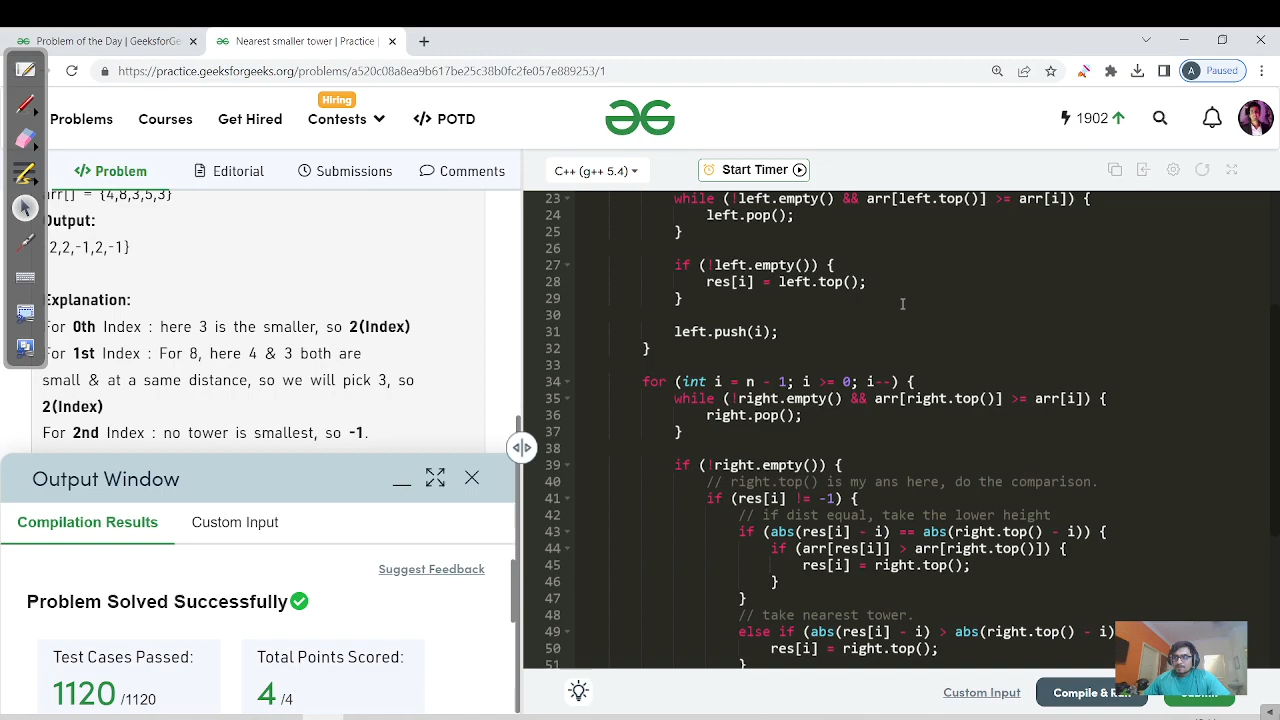 Problem of the Day | GeeksforGe
Nearest smaller tower | Practice |
https://practice.geeksforgeeks.org/problems/a520c08a8ea9b617be25c38b0f2fe057e889253/1
A Paused
Hiring
Problems Courses Get Hired Contests </> POTD
1902
</> Problem Editorial Submissions Comments
C++ (g++ 5.4) Start Timer
arr[] = {4,8,3,5,3}
Output:
2,2,-1,2,-1}
Explanation:
For 0th Index : here 3 is the smaller, so 2(Index)
For 1st Index : For 8, here 4 & 3 both are
small & at a same distance, so we will pick 3, so
2(Index)
For 2nd Index : no tower is smallest, so -1.
Output Window
Compilation Results Custom Input
Suggest Feedback
Problem Solved Successfully
Test Cases Passed: Total Points Scored:
1120 /1120 4 /4
23 while (!left.empty() && arr[left.top()] >= arr[i]) {
24 left.pop();
25 }
26
27 if (!left.empty()) {
28 res[i] = left.top();
29 }
30
31 left.push(i);
32 }
33
34 for (int i = n - 1; i >= 0; i--) {
35 while (!right.empty() && arr[right.top()] >= arr[i]) {
36 right.pop();
37 }
38
39 if (!right.empty()) {
40 // right.top() is my ans here, do the comparison.
41 if (res[i] != -1) {
42 // if dist equal, take the lower height
43 if (abs(res[i] - i) == abs(right.top() - i)) {
44 if (arr[res[i]] > arr[right.top()]) {
45 res[i] = right.top();
46 }
47 }
48 // take nearest tower.
49 else if (abs(res[i] - i) > abs(right.top() - i)
50 res[i] = right.top();
51 }
Custom Input Compile & Run